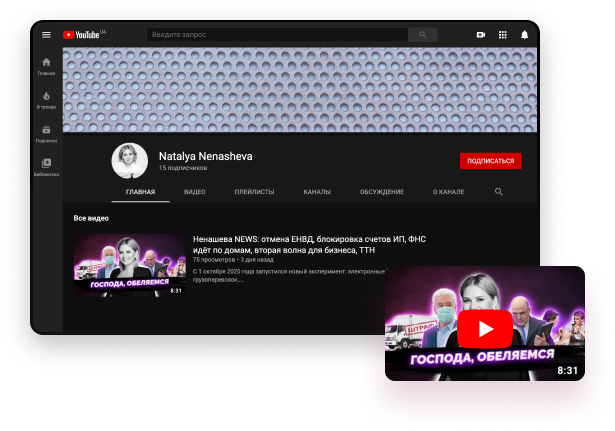 YouTube UA
Введите запрос
Главная
В тренде
Подписки
Библиотека
Natalya Nenasheva
15 подписчиков
ПОДПИСАТЬСЯ
ГЛАВНАЯ ВИДЕО ПЛЕЙЛИСТЫ КАНАЛЫ ОБСУЖДЕНИЕ О КАНАЛЕ
Все видео
Ненашева NEWS: отмена ЕНВД, блокировка счетов ИП, ФНС
идёт по домам, вторая волна для бизнеса, ТТН
75 просмотров • 3 дня назад
С 1 октября 2020 года запустился новый эксперимент: электронные
грузоперевозок....
ГОСПОДА, ОБЕЛЯЕМСЯ
8:31
ШТРАФ
ГОСПОДА, ОБЕЛЯЕМСЯ
8:31